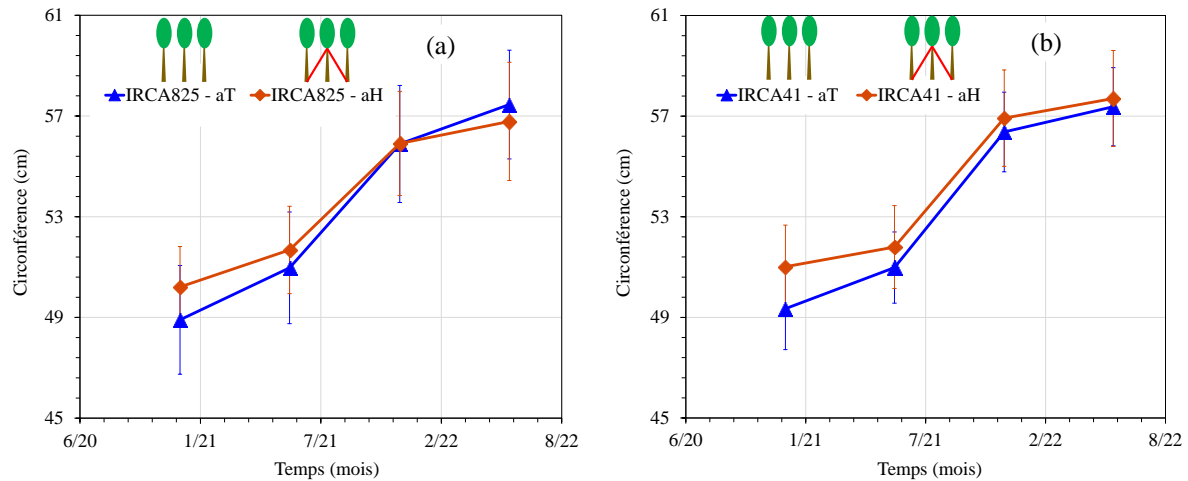 (a)
IRCA825 - aT
IRCA825 - aH
Circonférence (cm)
61
57
53
49
45
6/20
1/21
7/21
2/22
8/22
Temps (mois)
(b)
IRCA41 - aT
IRCA41 - aH
Circonférence (cm)
61
57
53
49
45
6/20
1/21
7/21
2/22
8/22
Temps (mois)